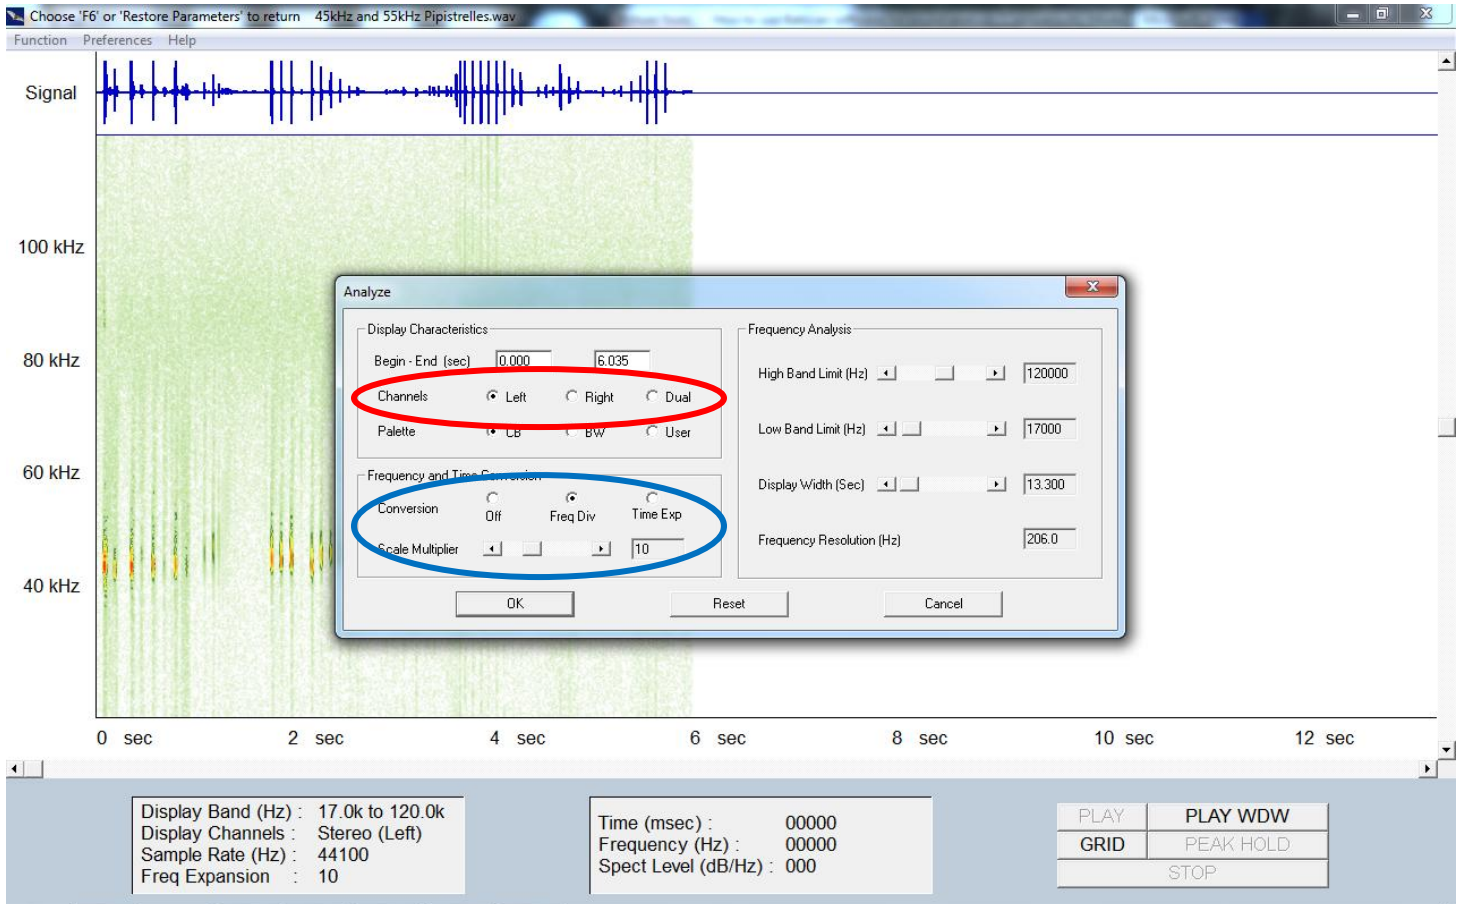 Choose 'F6' or 'Restore Parameters' to return 45kHz and 55kHz Pipistrelles.wav
Function Preferences Help
Signal
100 kHz
80 kHz
60 kHz
40 kHz
Analyze
Display Characteristics
Begin - End (sec) 0.000 6.035
Channels Left Right Dual
Palette CB BW User
Frequency and Time Conversion
Conversion Off Freq Div Time Exp
Scale Multiplier 10
Frequency Analysis
High Band Limit (Hz) 120000
Low Band Limit (Hz) 17000
Display Width (Sec) 13.300
Frequency Resolution (Hz) 206.0
OK Reset Cancel
0 sec 2 sec 4 sec 6 sec 8 sec 10 sec 12 sec
Display Band (Hz) : 17.0k to 120.0k
Display Channels : Stereo (Left)
Sample Rate (Hz) : 44100
Freq Expansion : 10
Time (msec) : 00000
Frequency (Hz) : 00000
Spect Level (dB/Hz) : 000
PLAY PLAY WDW
GRID PEAK HOLD
STOP